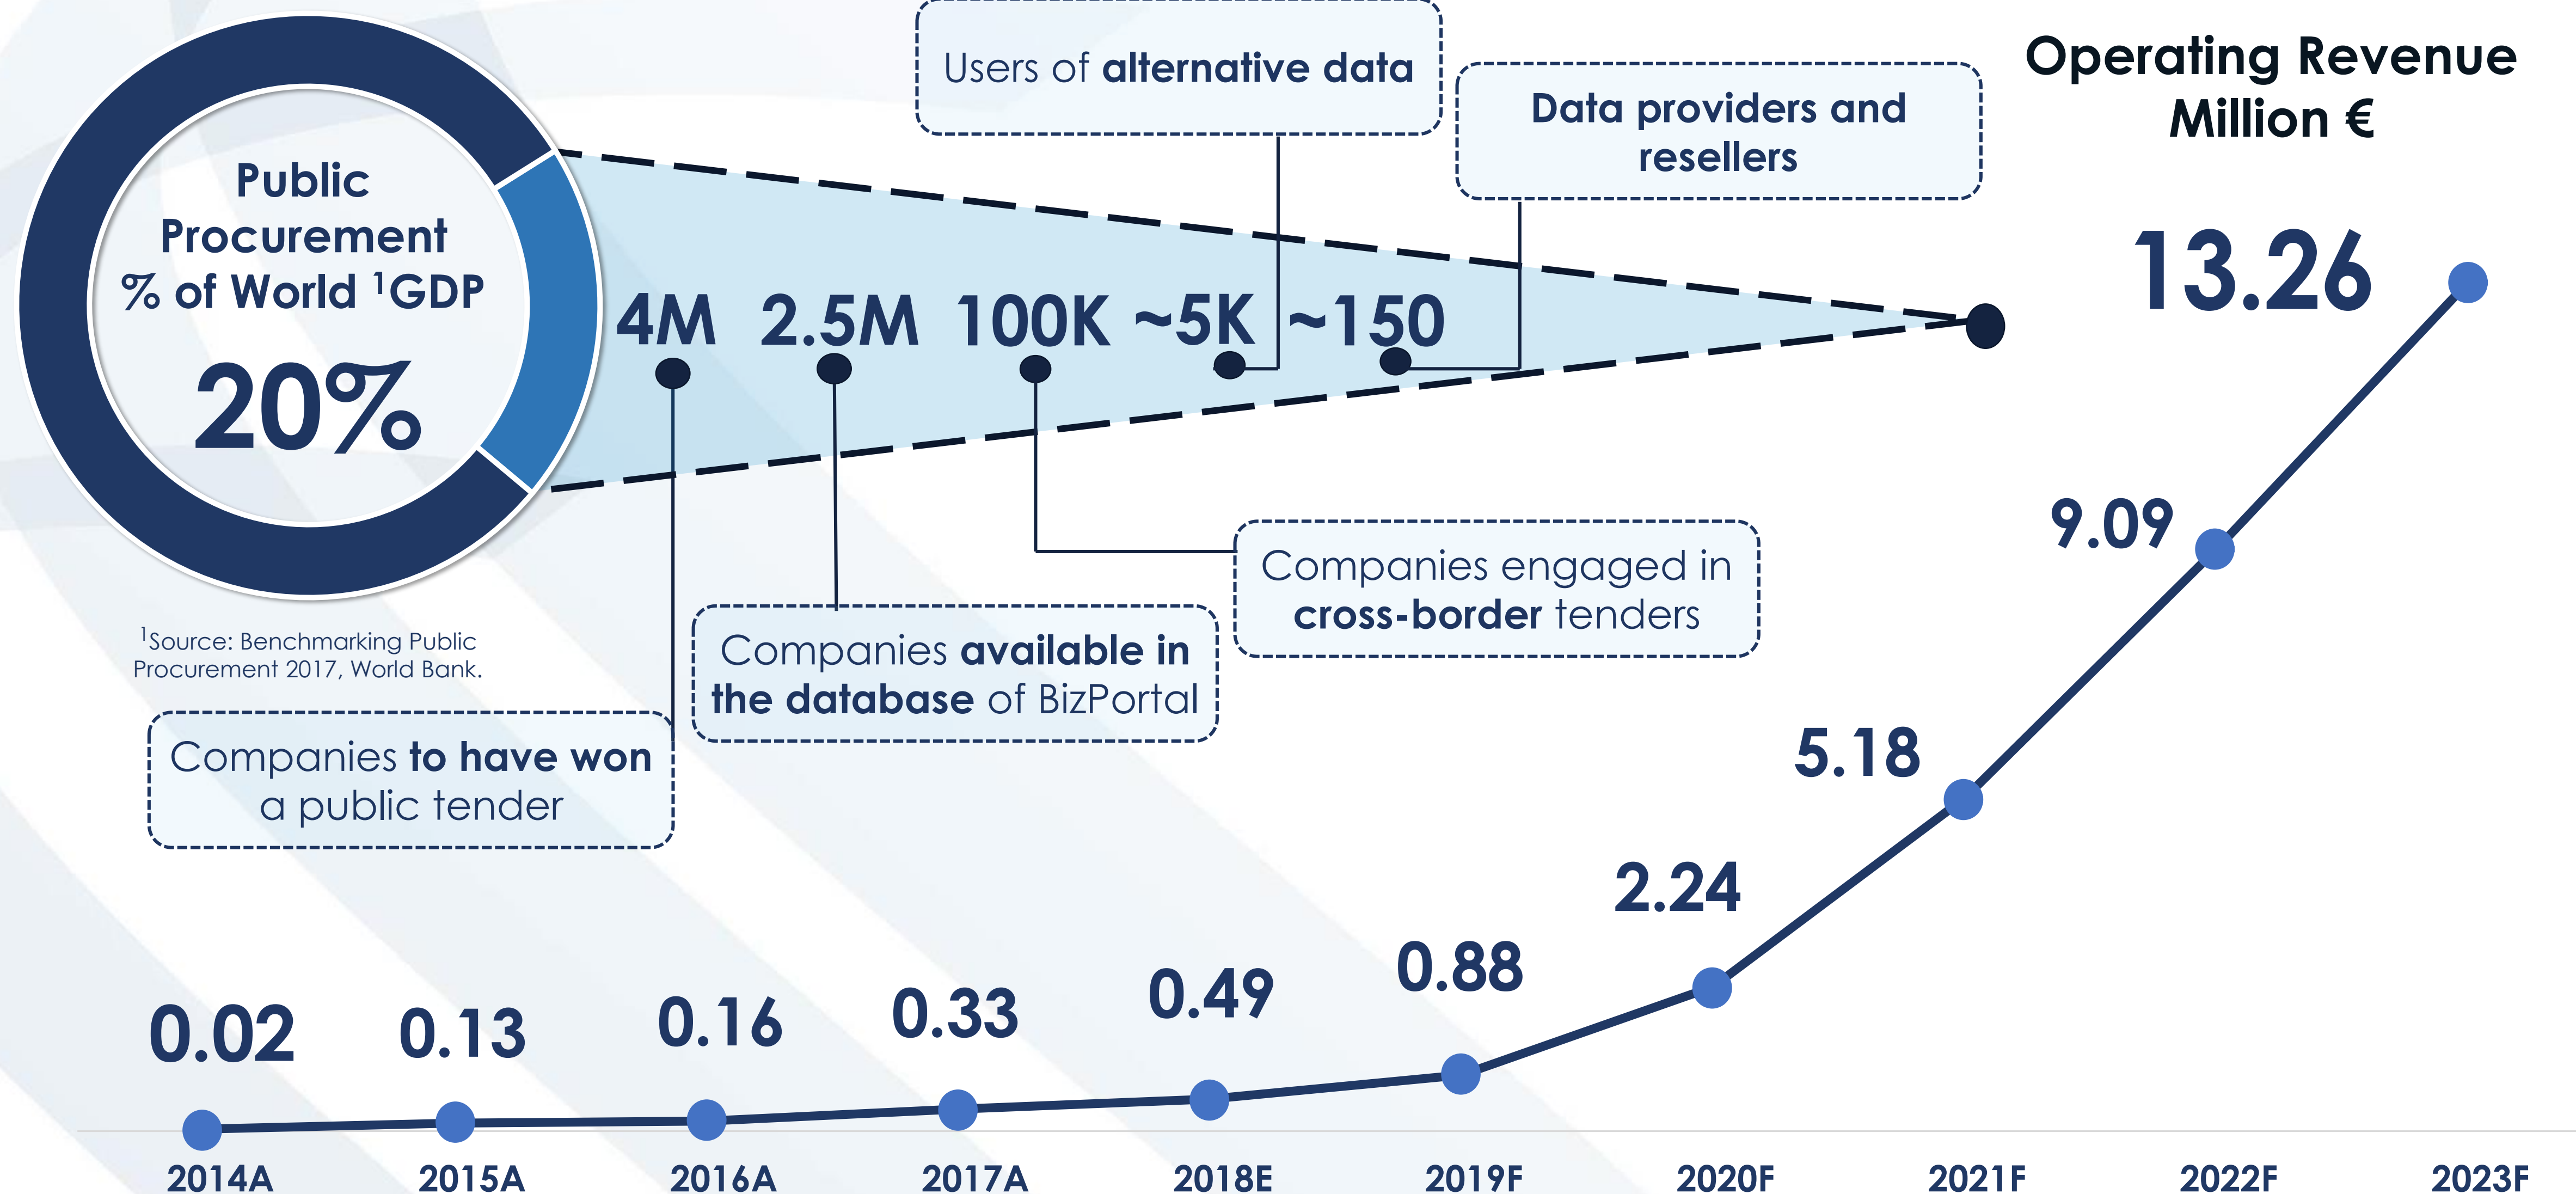 Public
Procurement
% of World ¹GDP
20%
¹Source: Benchmarking Public
Procurement 2017, World Bank.
Users of alternative data
Data providers and
resellers
4M 2.5M 100K ~5K ~150
Companies engaged in
cross-border tenders
Companies available in
the database of BizPortal
Companies to have won
a public tender
Operating Revenue
Million €
0.02 0.13 0.16 0.33 0.49 0.88 2.24 5.18 9.09 13.26
2014A 2015A 2016A 2017A 2018E 2019F 2020F 2021F 2022F 2023F